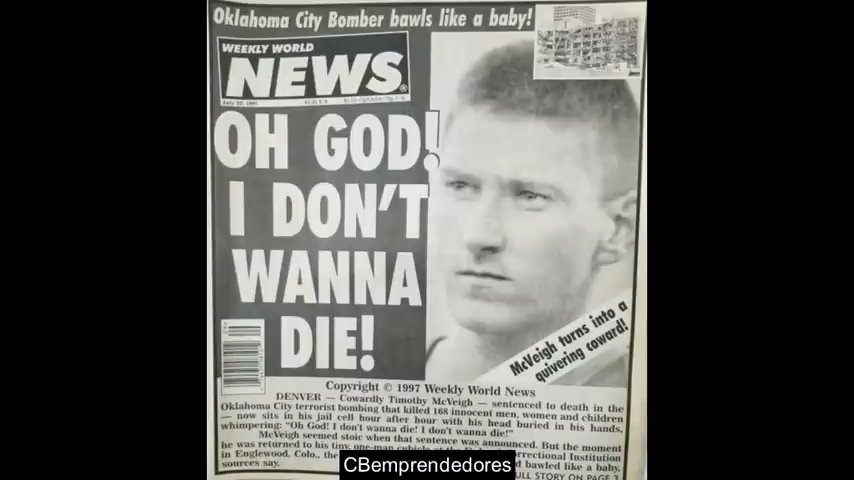 Oklahoma City Bomber bawls like a baby!
WEEKLY WORLD
NEWS
OH GOD!
I DON'T
WANNA
DIE!
McVeigh turns into a
quivering coward!
Copyright © 1997 Weekly World News
DENVER — Cowardly Timothy McVeigh — sentenced to death in the
Oklahoma City terrorist bombing that killed 168 innocent men, women and children
— now sits in his jail cell hour after hour with his head buried in his hands,
whimpering: "Oh God! I don't wanna die! I don't wanna die!"
McVeigh seemed stoic when that sentence was announced. But the moment
he was returned to his tiny, one-man cubicle at the Correctional Institution
in Englewood, Colo., the bawled like a baby,
sources say.
FULL STORY ON PAGE 3
CBemprendedores